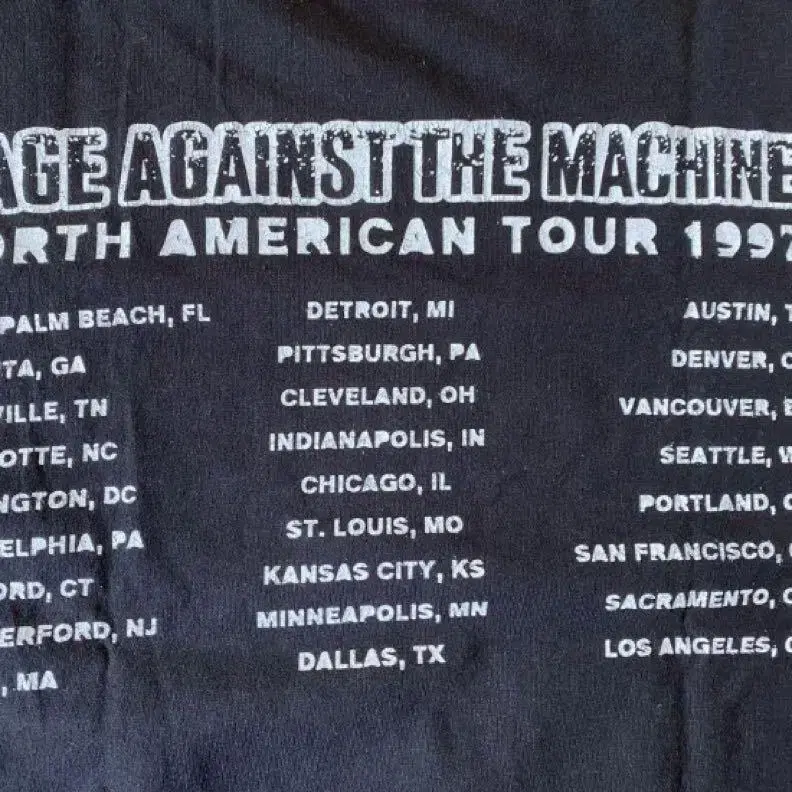 AGE AGAINST THE MACHINE
ORTH AMERICAN TOUR 1997
PALM BEACH, FL
TA, GA
VILLE, TN
OTTE, NC
NGTON, DC
ELPHIA, PA
ORD, CT
ERFORD, NJ
, MA
DETROIT, MI
PITTSBURGH, PA
CLEVELAND, OH
INDIANAPOLIS, IN
CHICAGO, IL
ST. LOUIS, MO
KANSAS CITY, KS
MINNEAPOLIS, MN
DALLAS, TX
AUSTIN, T
DENVER, C
VANCOUVER, B
SEATTLE, W
PORTLAND, O
SAN FRANCISCO, C
SACRAMENTO, C
LOS ANGELES, C